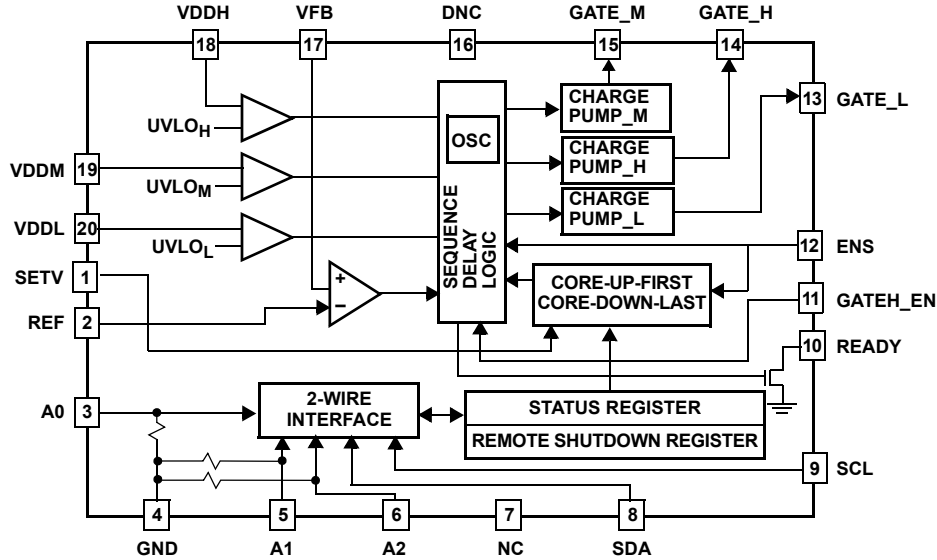 VDDH VFB DNC GATE_M GATE_H
18 17 16 15 14
CHARGE
PUMP_M
13 GATE_L
UVLOH
OSC
CHARGE
PUMP_H
VDDM 19
UVLOM
CHARGE
PUMP_L
VDDL 20
UVLOL
SEQUENCE
DELAY
LOGIC
12 ENS
SETV 1
+
−
CORE-UP-FIRST
CORE-DOWN-LAST
11 GATEH_EN
REF 2
10 READY
A0 3
2-WIRE
INTERFACE
STATUS REGISTER
REMOTE SHUTDOWN REGISTER
9 SCL
4 5 6 7 8
GND A1 A2 NC SDA